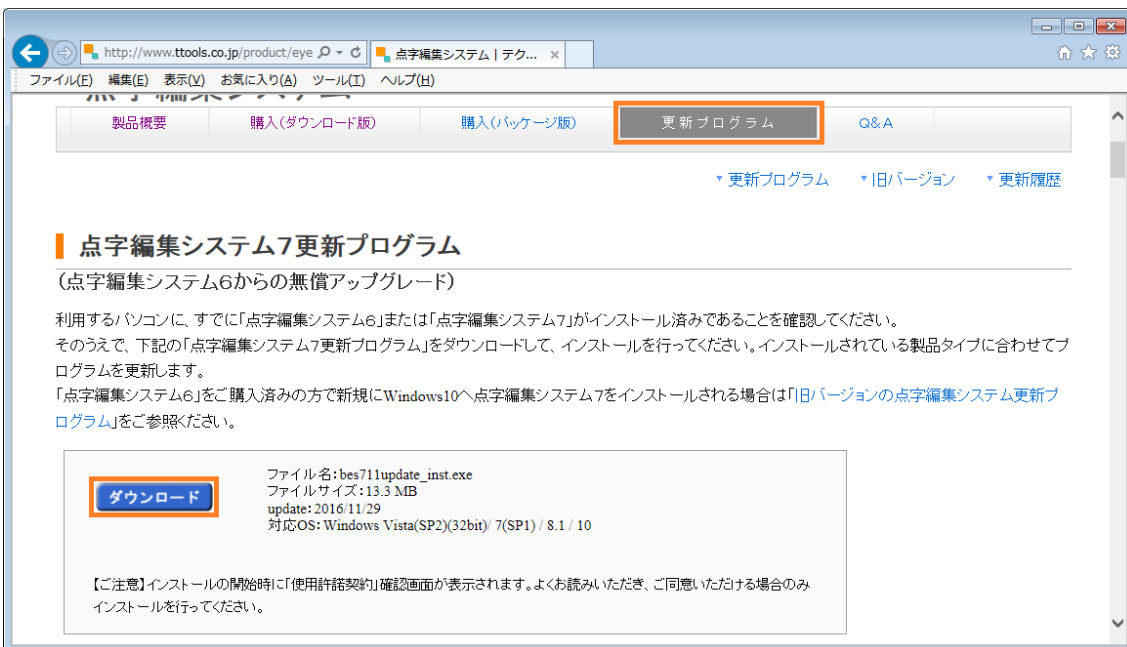 http://www.ttools.co.jp/product/eye
点字編集システム | テク...
ファイル(F) 編集(E) 表示(V) お気に入り(A) ツール(T) ヘルプ(H)
点字編集システム
製品概要 購入(ダウンロード版) 購入(パッケージ版) 更新プログラム Q&A
更新プログラム 旧バージョン 更新履歴
点字編集システム7更新プログラム
(点字編集システム6からの無償アップグレード)
利用するパソコンに、すでに「点字編集システム6」または「点字編集システム7」がインストール済みであることを確認してください。
そのうえで、下記の「点字編集システム7更新プログラム」をダウンロードして、インストールを行ってください。インストールされている製品タイプに合わせてプ
ログラムを更新します。
「点字編集システム6」をご購入済みの方で新規にWindows10へ点字編集システム7をインストールされる場合は「旧バージョンの点字編集システム更新プ
ログラム」をご参照ください。
ダウンロード
ファイル名:bes711update_inst.exe
ファイルサイズ:13.3 MB
update:2016/11/29
対応OS:Windows Vista(SP2)(32bit)/ 7(SP1) / 8.1 / 10
【ご注意】インストールの開始時に「使用許諾契約」確認画面が表示されます。よくお読みいただき、ご同意いただける場合のみ
インストールを行ってください。